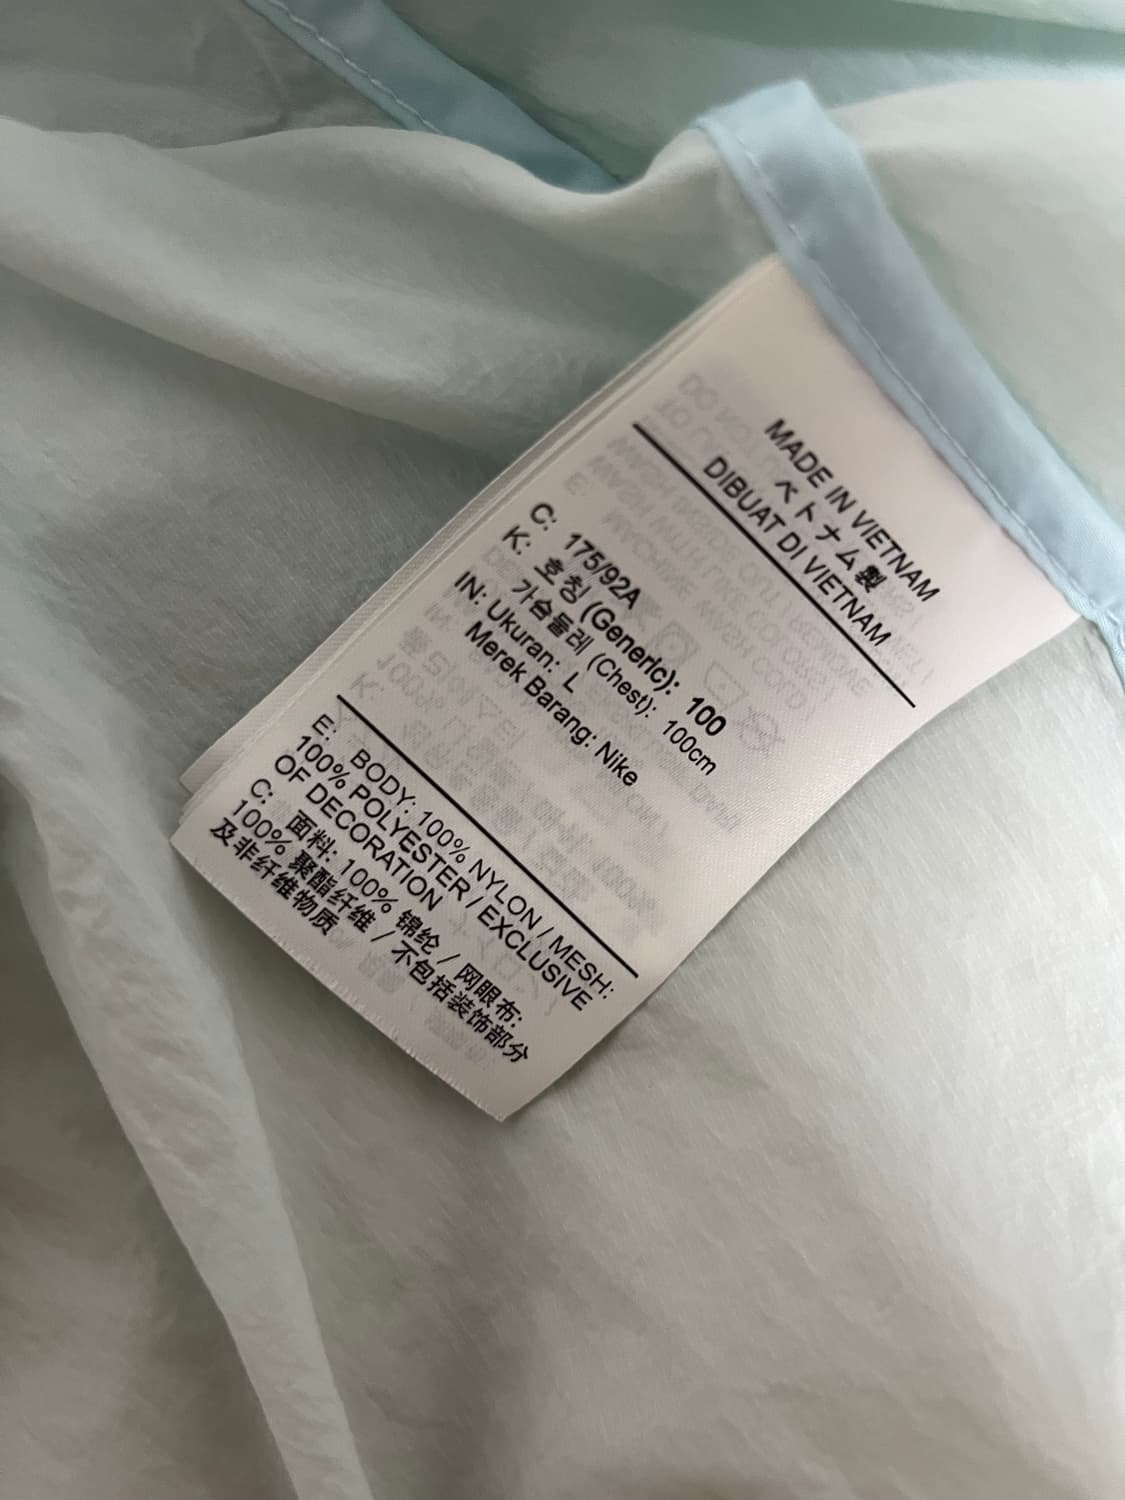 MADE IN VIETNAM
ベトナム製
DIBUAT DI VIETNAM
C: 175/92A
K: 호칭 (Generic): 100
가슴둘레 (Chest): 100cm
IN: Ukuran: L
Merek Barang: Nike
E: BODY: 100% NYLON / MESH:
100% POLYESTER / EXCLUSIVE
OF DECORATION
C: 面料: 100% 锦纶 / 网眼布:
100% 聚酯纤维 / 不包括装饰部分
及非纤维物质